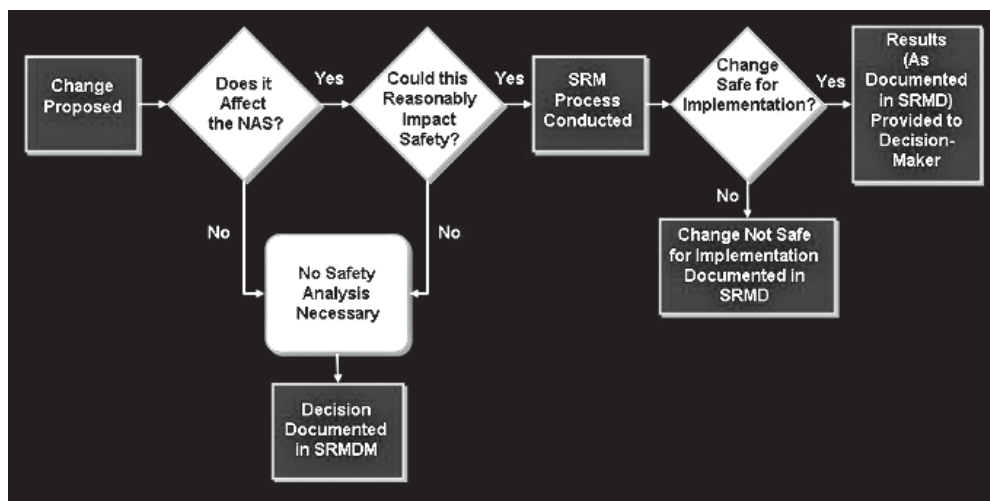 Change
Proposed
Does it
Affect
the NAS?
Yes
Could this
Reasonably
Impact
Safety?
Yes
SRM
Process
Conducted
Change
Safe for
Implementation?
Yes
Results
(As
Documented
in SRMD)
Provided to
Decision-
Maker
No
No
No
Change Not Safe
for Implementation
Documented in
SRMD
No Safety
Analysis
Necessary
Decision
Documented
in SRMDM